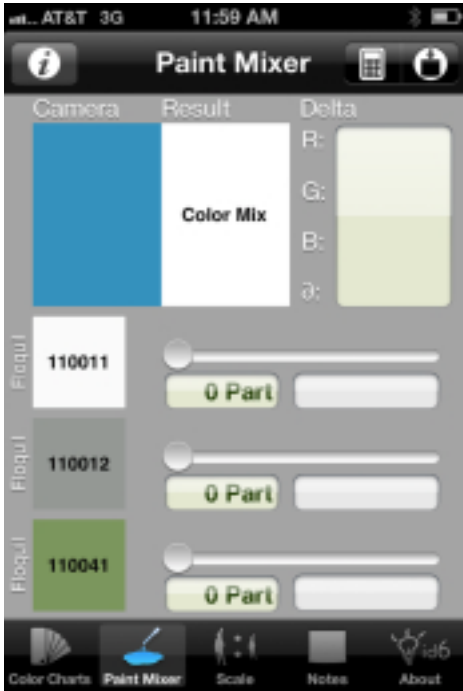 AT&T 3G 11:59 AM
Paint Mixer
Camera Result Delta
R:
G:
Color Mix
B:
∂:
Floquil
110011
0 Part
Floquil
110012
0 Part
Floquil
110041
0 Part
Color Charts Paint Mixer Scale Notes About
id6